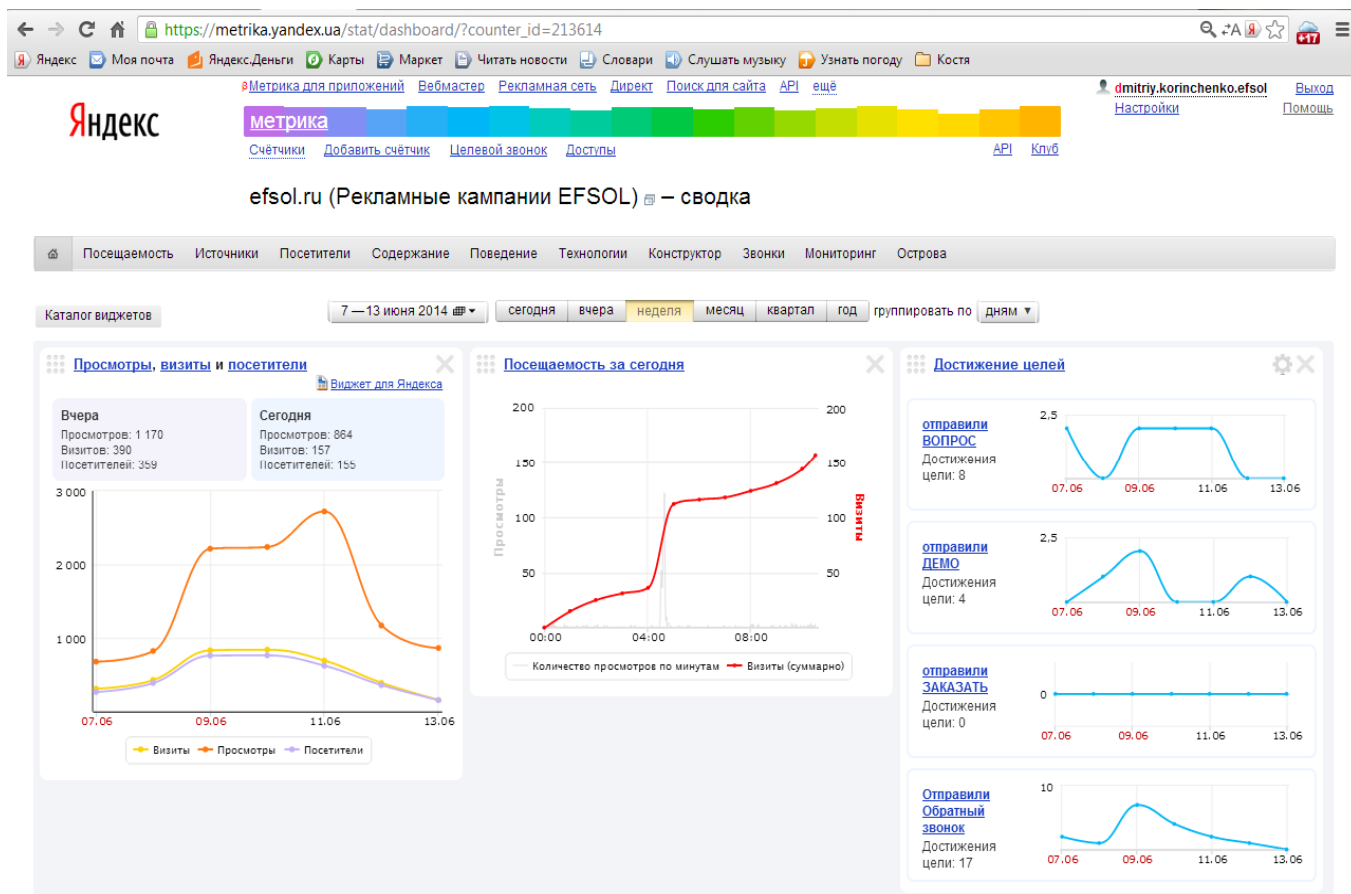 https://metrika.yandex.ua/stat/dashboard/?counter_id=213614
+17
Яндекс Моя почта Яндекс.Деньги Карты Маркет Читать новости Словари Слушать музыку Узнать погоду Костя
β Метрика для приложений Вебмастер Рекламная сеть Директ Поиск для сайта API ещё
dmitriy.korinchenko.efsol Выход
Настройки Помощь
Яндекс
метрика
Счётчики Добавить счётчик Целевой звонок Доступы API Клуб
efsol.ru (Рекламные кампании EFSOL) – сводка
Посещаемость Источники Посетители Содержание Поведение Технологии Конструктор Звонки Мониторинг Острова
Каталог виджетов
7 — 13 июня 2014 сегодня вчера неделя месяц квартал год группировать по дням
Просмотры, визиты и посетители
Виджет для Яндекса
Вчера
Просмотров: 1 170
Визитов: 390
Посетителей: 359
Сегодня
Просмотров: 864
Визитов: 157
Посетителей: 155
3 000
2 000
1 000
07.06 09.06 11.06 13.06
Визиты Просмотры Посетители
Посещаемость за сегодня
200 200
150 150
100 100
50 50
Просмотры
Визиты
00:00 04:00 08:00
Количество просмотров по минутам Визиты (суммарно)
Достижение целей
отправили
ВОПРОС
Достижения
цели: 8
2,5
07.06 09.06 11.06 13.06
отправили
ДЕМО
Достижения
цели: 4
2,5
07.06 09.06 11.06 13.06
отправили
ЗАКАЗАТЬ
Достижения
цели: 0
0
07.06 09.06 11.06 13.06
Отправили
Обратный
звонок
Достижения
цели: 17
10
07.06 09.06 11.06 13.06